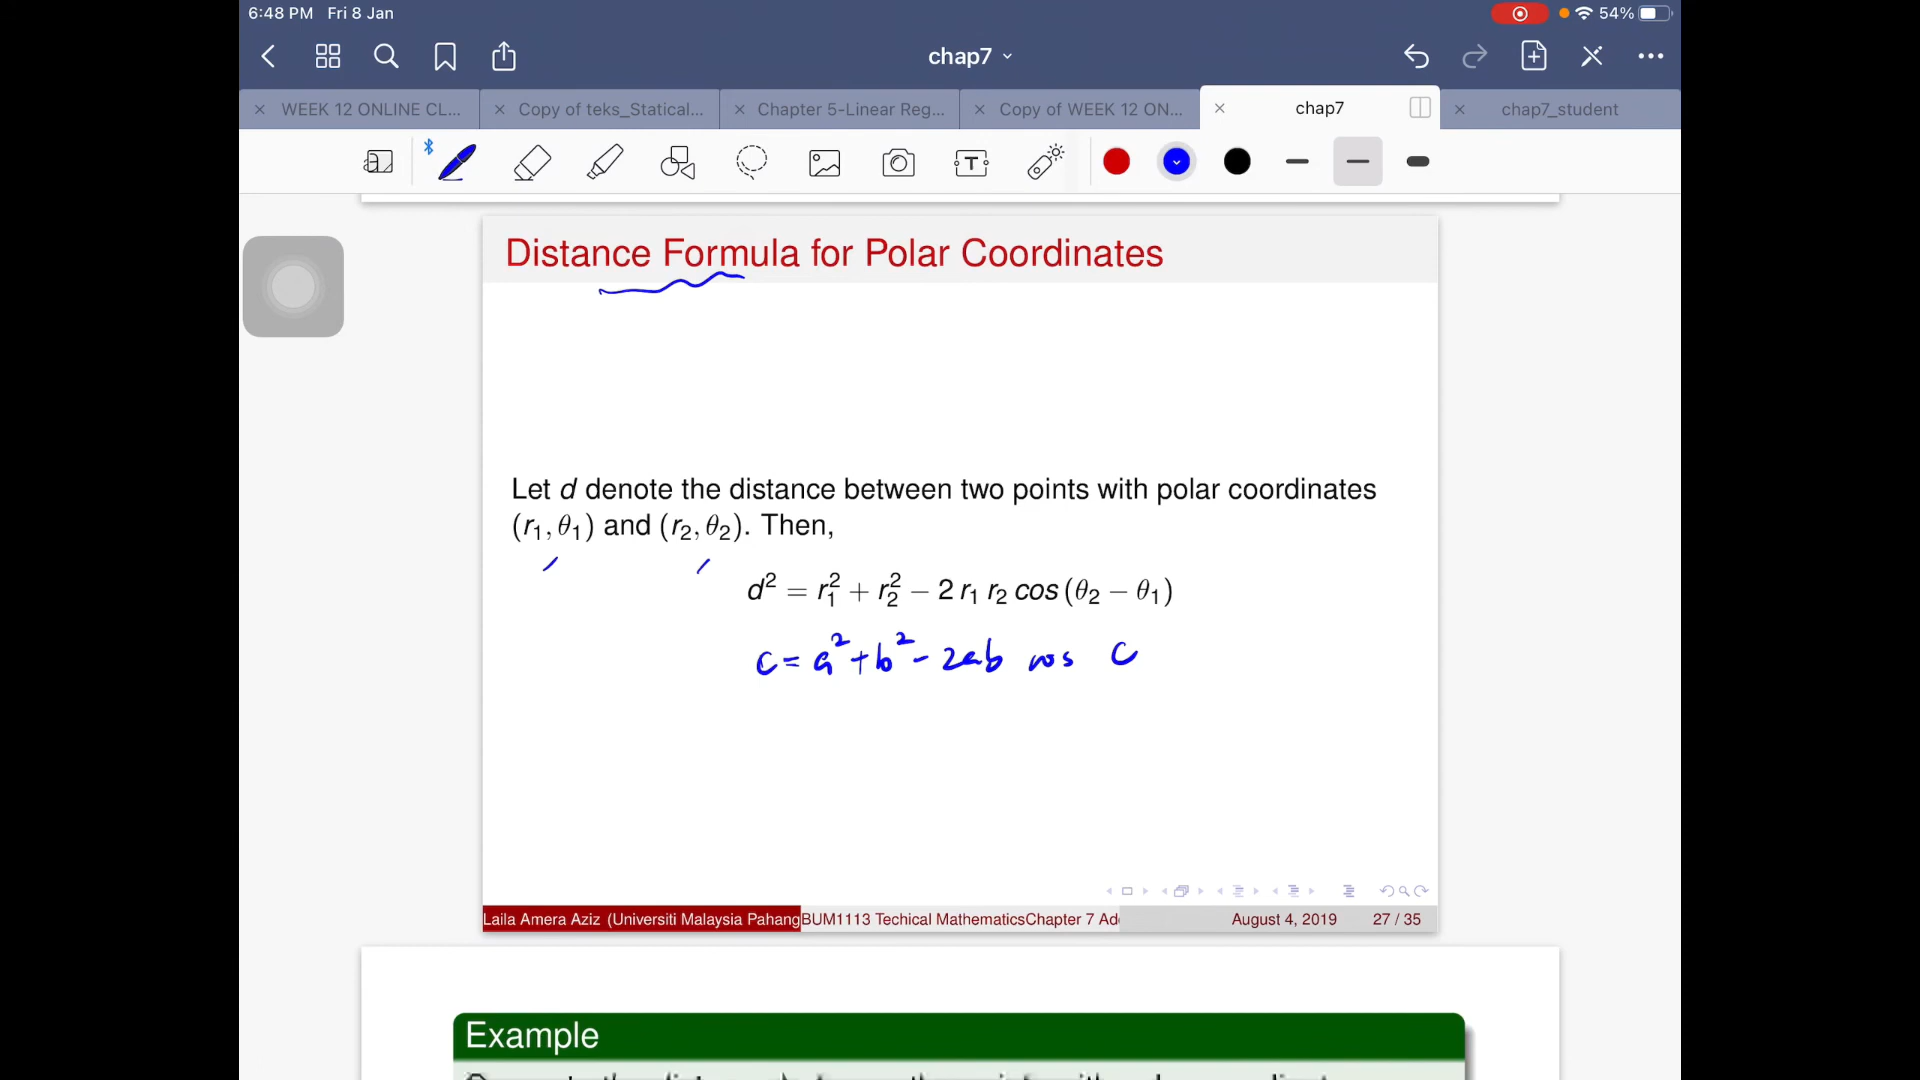 6:48 PM Fri 8 Jan
54%
chap7
WEEK 12 ONLINE CL...
Copy of teks_Statical...
Chapter 5-Linear Reg...
Copy of WEEK 12 ON...
chap7
chap7_student
Distance Formula for Polar Coordinates
Let d denote the distance between two points with polar coordinates
(r₁, θ₁) and (r₂, θ₂). Then,
d² = r₁² + r₂² − 2 r₁ r₂ cos (θ₂ − θ₁)
c = a² + b² − 2ab cos C
Laila Amera Aziz (Universiti Malaysia Pahang
BUM1113 Techical MathematicsChapter 7 Ad
August 4, 2019
27 / 35
Example